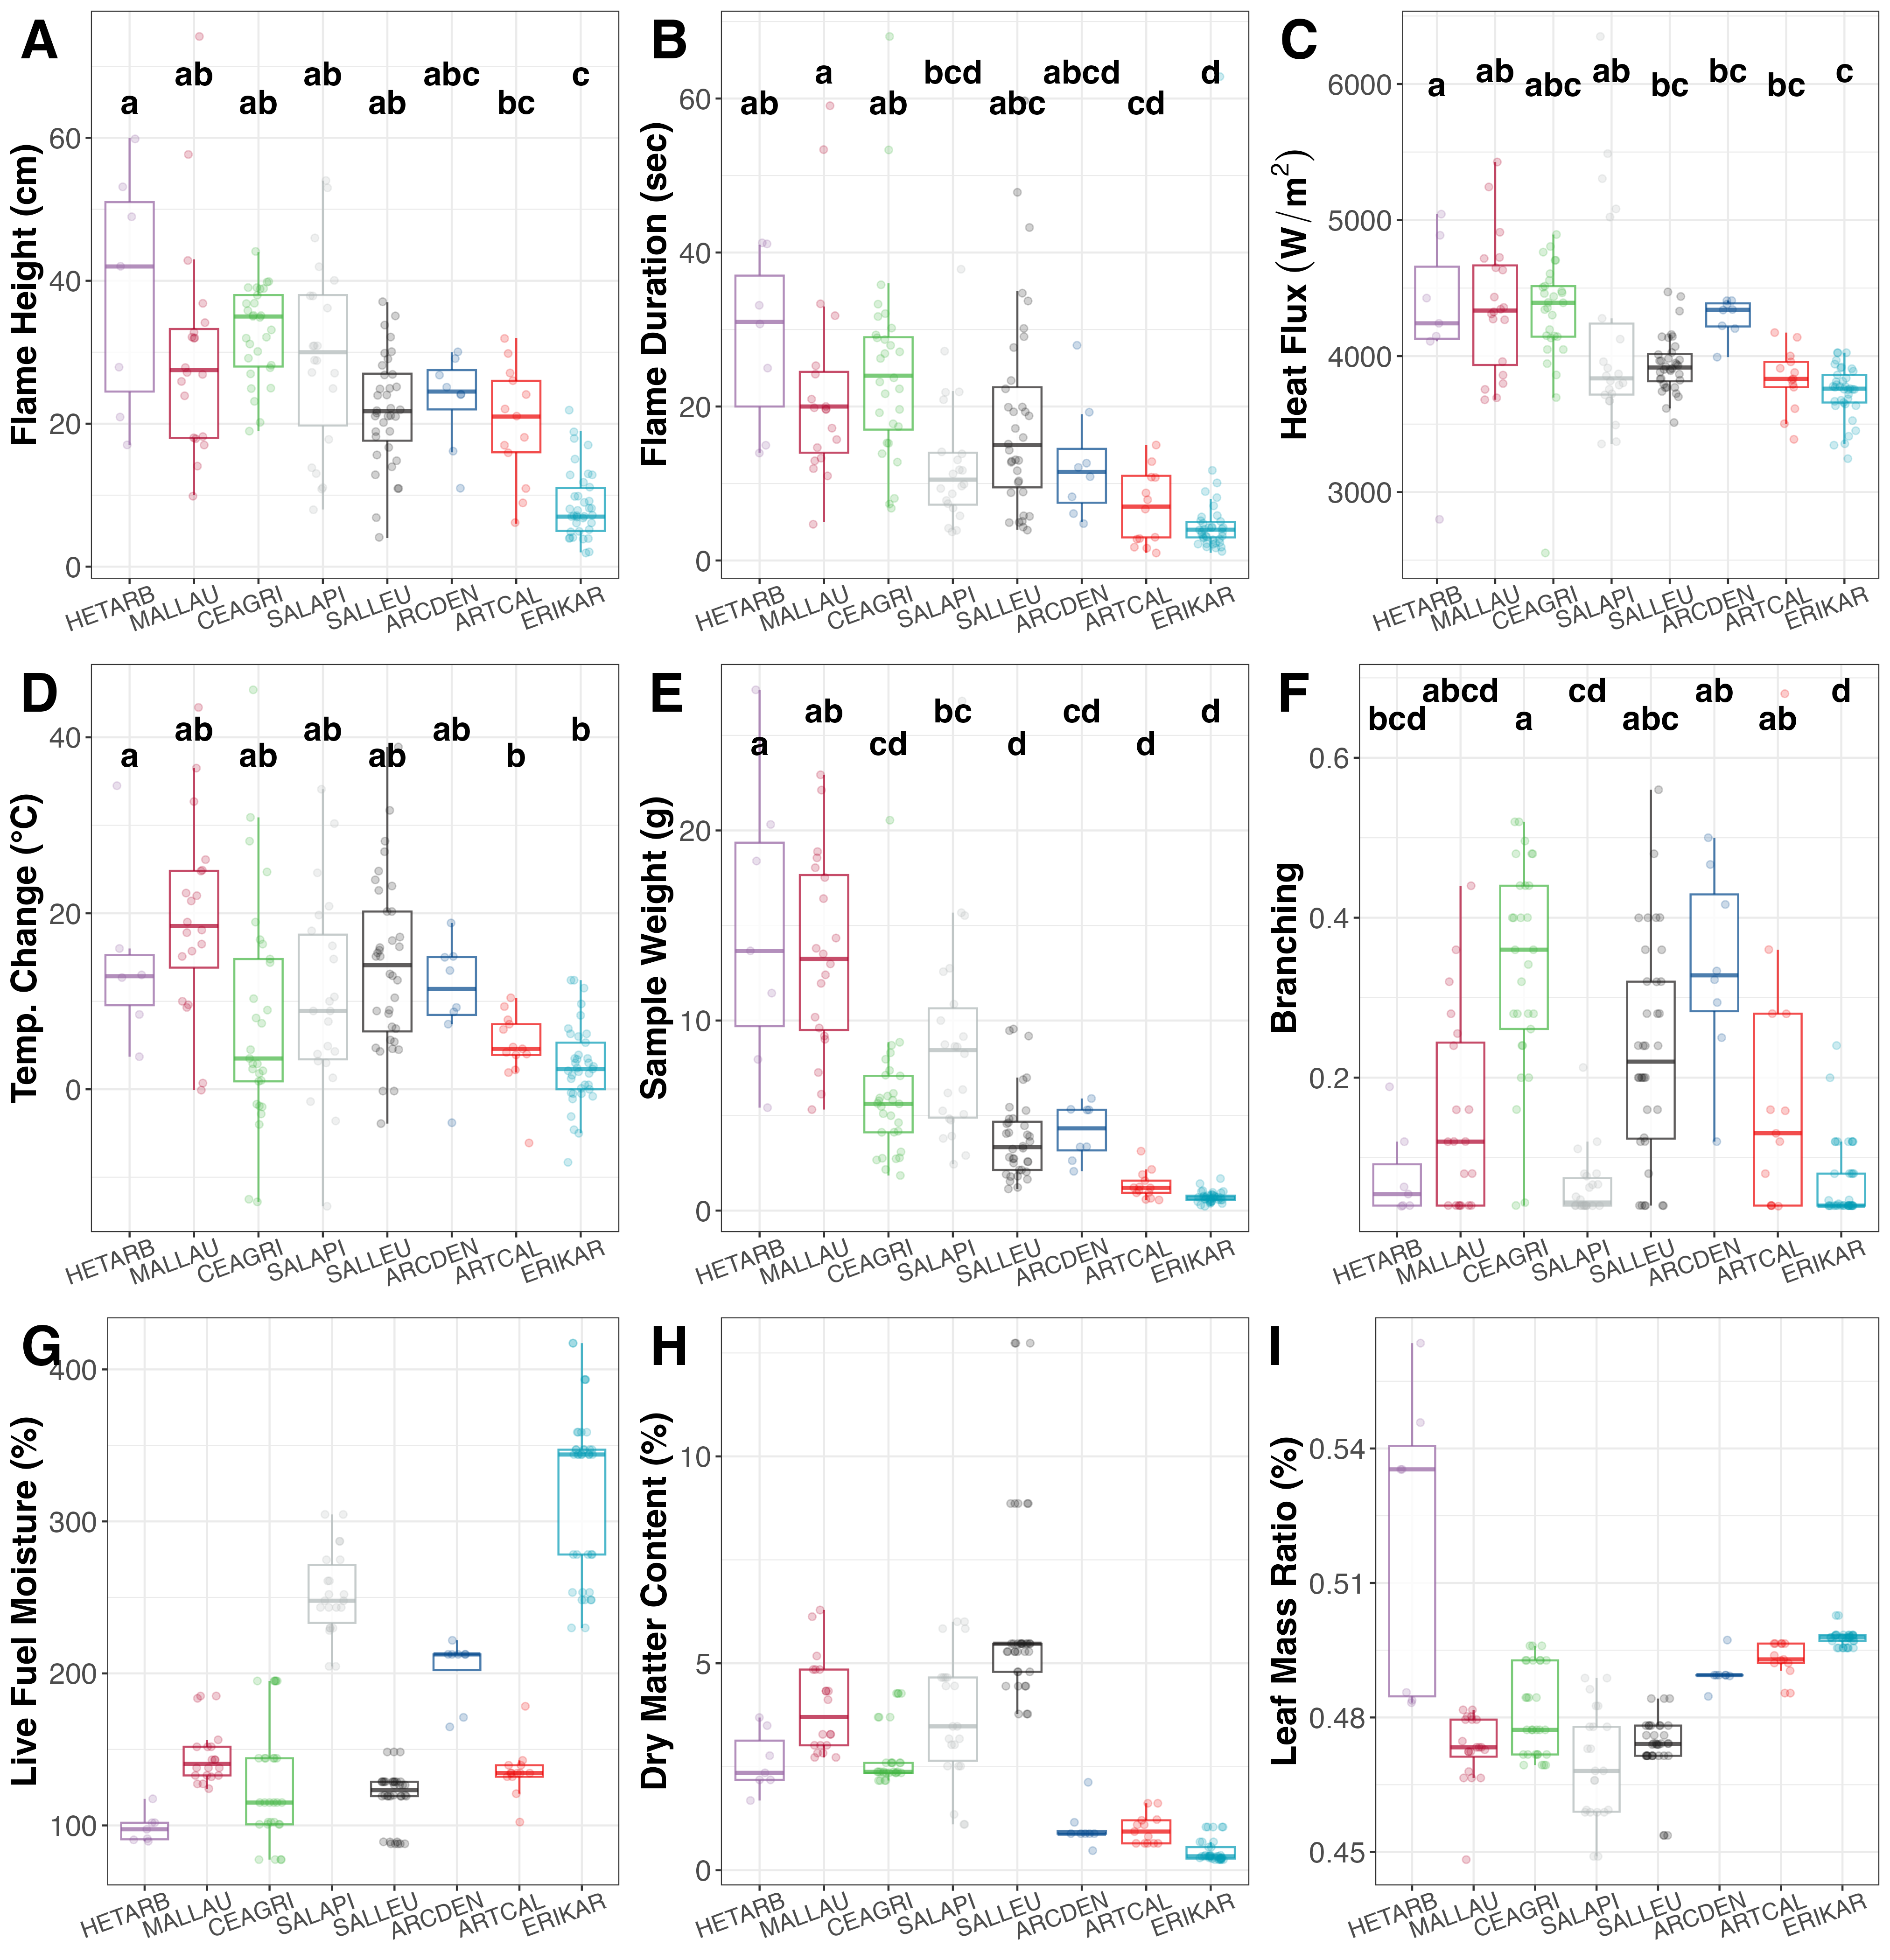 A
Flame Height (cm)
60
40
20
0
a
ab
ab
ab
ab
abc
bc
c
HETARB MALLAU CEAGRI SALAPI SALLEU ARCDEN ARTCAL ERIKAR
B
Flame Duration (sec)
60
40
20
0
ab
a
ab
bcd
abc
abcd
cd
d
HETARB MALLAU CEAGRI SALAPI SALLEU ARCDEN ARTCAL ERIKAR
C
Heat Flux (W/m²)
6000
5000
4000
3000
a
ab
abc
ab
bc
bc
bc
c
HETARB MALLAU CEAGRI SALAPI SALLEU ARCDEN ARTCAL ERIKAR
D
Temp. Change (°C)
40
20
0
a
ab
ab
ab
ab
ab
b
b
HETARB MALLAU CEAGRI SALAPI SALLEU ARCDEN ARTCAL ERIKAR
E
Sample Weight (g)
20
10
0
a
ab
cd
bc
d
cd
d
d
HETARB MALLAU CEAGRI SALAPI SALLEU ARCDEN ARTCAL ERIKAR
F
Branching
0.6
0.4
0.2
bcd
abcd
a
cd
abc
ab
ab
d
HETARB MALLAU CEAGRI SALAPI SALLEU ARCDEN ARTCAL ERIKAR
G
Live Fuel Moisture (%)
400
300
200
100
HETARB MALLAU CEAGRI SALAPI SALLEU ARCDEN ARTCAL ERIKAR
H
Dry Matter Content (%)
10
5
0
HETARB MALLAU CEAGRI SALAPI SALLEU ARCDEN ARTCAL ERIKAR
I
Leaf Mass Ratio (%)
0.54
0.51
0.48
0.45
HETARB MALLAU CEAGRI SALAPI SALLEU ARCDEN ARTCAL ERIKAR